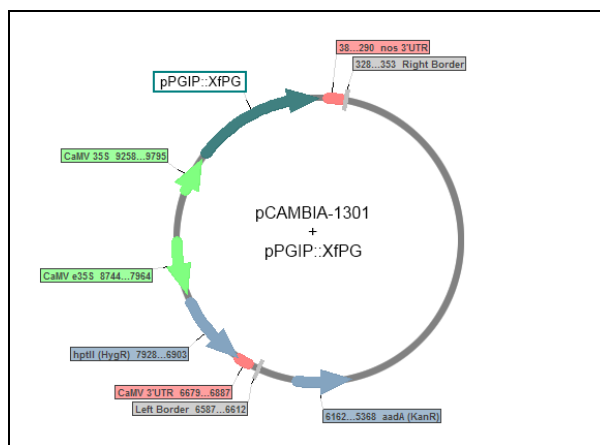 38...290 nos 3'UTR
328...353 Right Border
pPGIP::XfPG
CaMV 35S 9258...9795
pCAMBIA-1301
+
pPGIP::XfPG
CaMV e35S 8744...7964
hptII (HygR) 7928...6903
CaMV 3'UTR 6679...6887
Left Border 6587...6612
6162...5368 aadA (KanR)